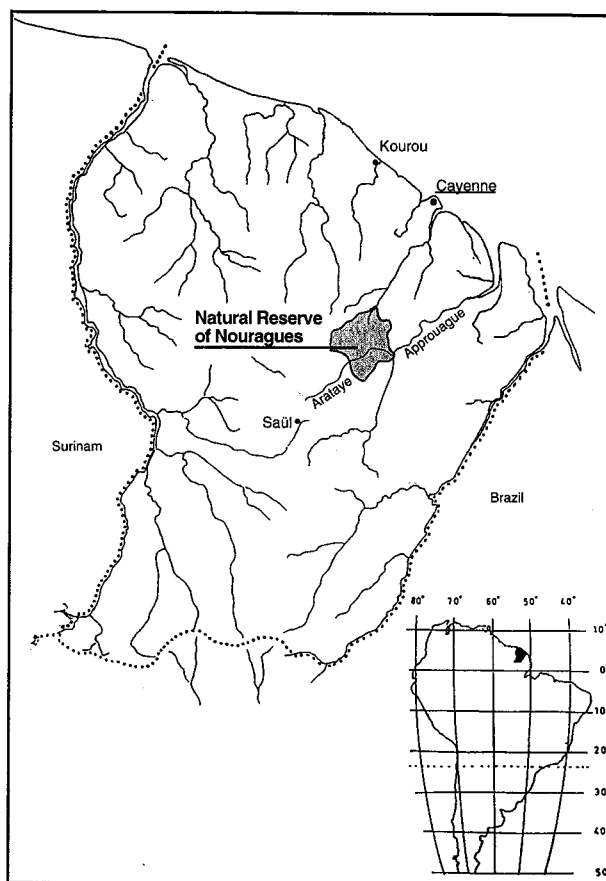 Kourou
Cayenne
Natural Reserve
of Nouragues
Approuague
Arataye
Saül
Surinam
Brazil
80° 70° 60° 50° 40°
10°
0°
10
20
30
40
50